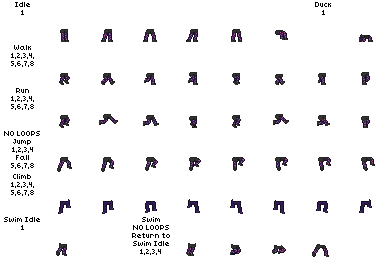 Idle
1
Duck
1
Walk
1,2,3,4,
5,6,7,8
Run
1,2,3,4,
5,6,7,8
NO LOOPS
Jump
1,2,3,4
Fall
5,6,7,8
Climb
1,2,3,4,
5,6,7,8
Swim Idle
1
Swim
NO LOOPS
Return to
Swim Idle
1,2,3,4